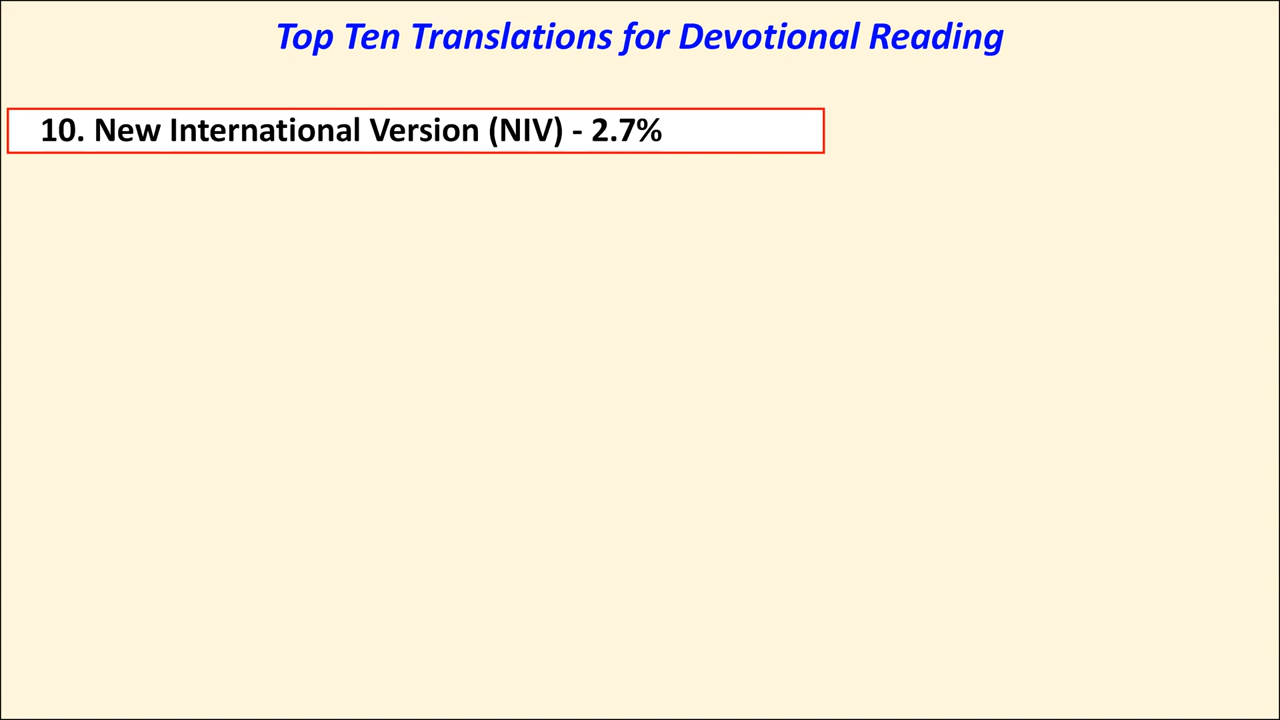 Top Ten Translations for Devotional Reading
10. New International Version (NIV) - 2.7%